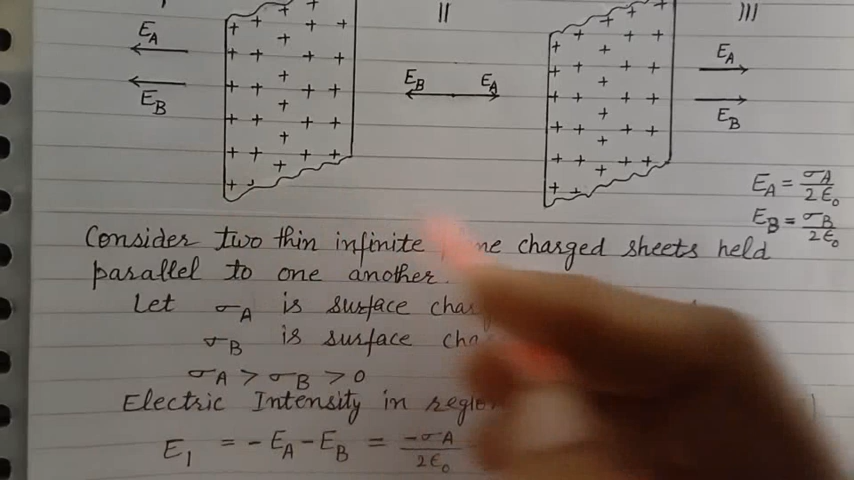 II
III
E_A
E_B
E_B E_A
E_A
E_B
E_A = σ_A/2ε₀
E_B = σ_B/2ε₀
Consider two thin infinite charged sheets held
parallel to one another.
Let σ_A is surface
σ_B is surface
σ_A > σ_B > 0
Electric Intensity in
E₁ = -E_A - E_B = -σ_A/2ε₀